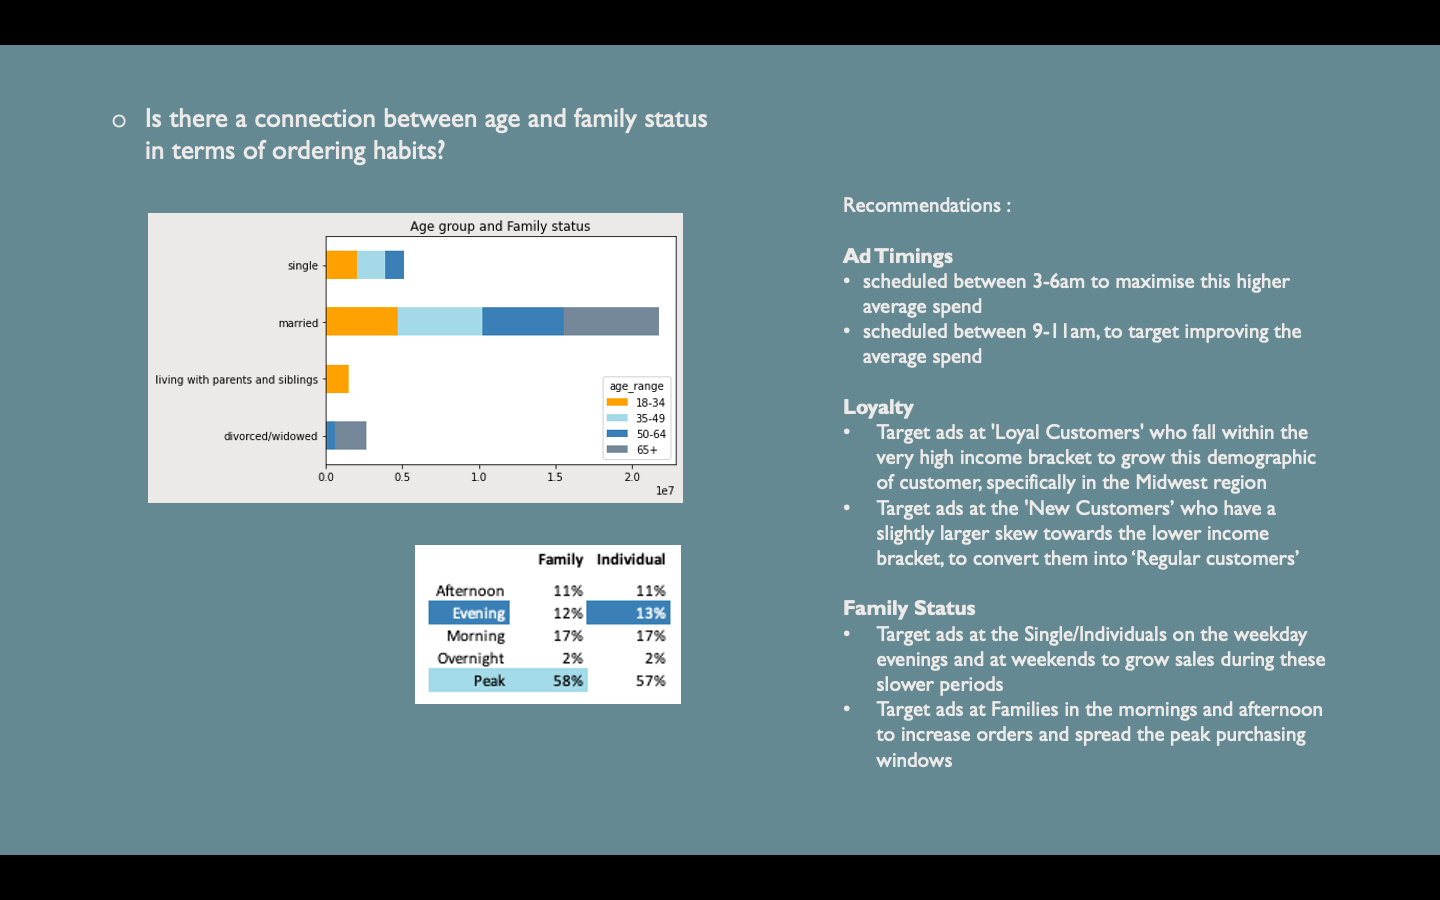 Is there a connection between age and family status
in terms of ordering habits?
Age group and Family status
single
married
living with parents and siblings
divorced/widowed
age_range
18-34
35-49
50-64
65+
0.0 0.5 1.0 1.5 2.0
1e7
Family Individual
Afternoon 11% 11%
Evening 12% 13%
Morning 17% 17%
Overnight 2% 2%
Peak 58% 57%
Recommendations :
Ad Timings
• scheduled between 3-6am to maximise this higher
average spend
• scheduled between 9-11am, to target improving the
average spend
Loyalty
• Target ads at 'Loyal Customers' who fall within the
very high income bracket to grow this demographic
of customer, specifically in the Midwest region
• Target ads at the 'New Customers’ who have a
slightly larger skew towards the lower income
bracket, to convert them into ‘Regular customers’
Family Status
• Target ads at the Single/Individuals on the weekday
evenings and at weekends to grow sales during these
slower periods
• Target ads at Families in the mornings and afternoon
to increase orders and spread the peak purchasing
windows